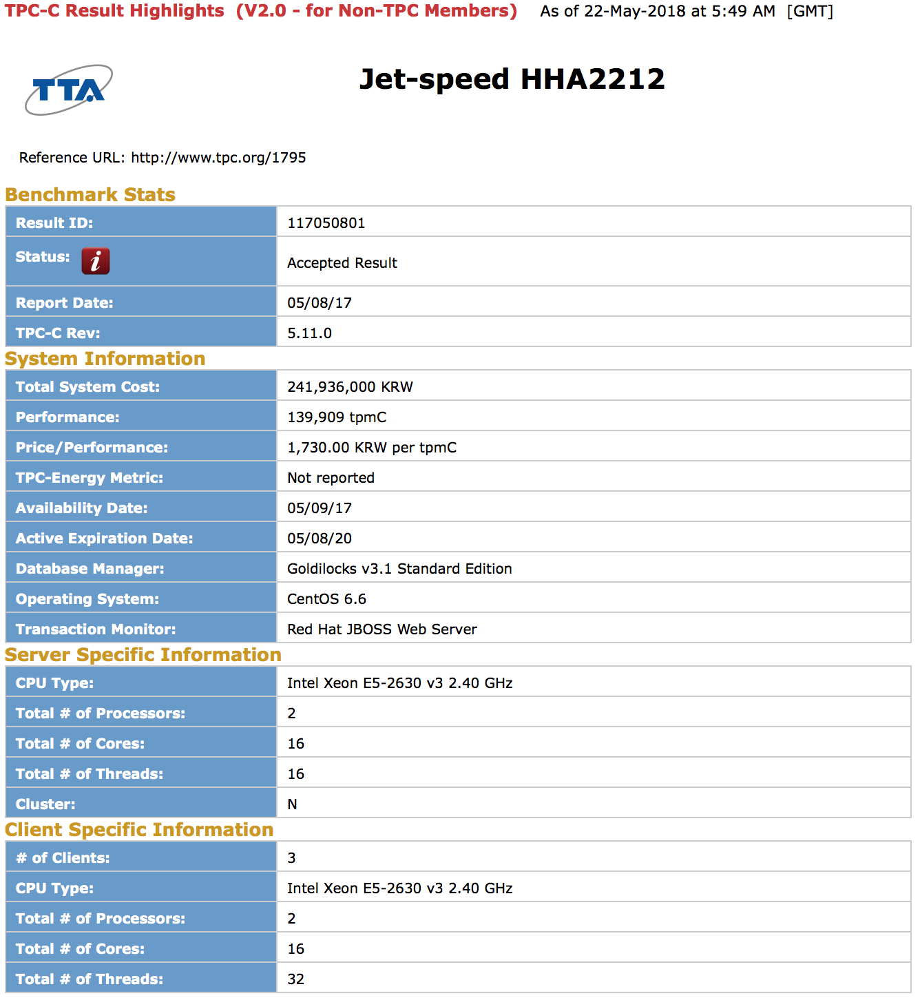 TPC-C Result Highlights (V2.0 - for Non-TPC Members) As of 22-May-2018 at 5:49 AM [GMT]
TTA
Jet-speed HHA2212
Reference URL: http://www.tpc.org/1795
Benchmark Stats
Result ID: 117050801
Status: i Accepted Result
Report Date: 05/08/17
TPC-C Rev: 5.11.0
System Information
Total System Cost: 241,936,000 KRW
Performance: 139,909 tpmC
Price/Performance: 1,730.00 KRW per tpmC
TPC-Energy Metric: Not reported
Availability Date: 05/09/17
Active Expiration Date: 05/08/20
Database Manager: Goldilocks v3.1 Standard Edition
Operating System: CentOS 6.6
Transaction Monitor: Red Hat JBOSS Web Server
Server Specific Information
CPU Type: Intel Xeon E5-2630 v3 2.40 GHz
Total # of Processors: 2
Total # of Cores: 16
Total # of Threads: 16
Cluster: N
Client Specific Information
# of Clients: 3
CPU Type: Intel Xeon E5-2630 v3 2.40 GHz
Total # of Processors: 2
Total # of Cores: 16
Total # of Threads: 32